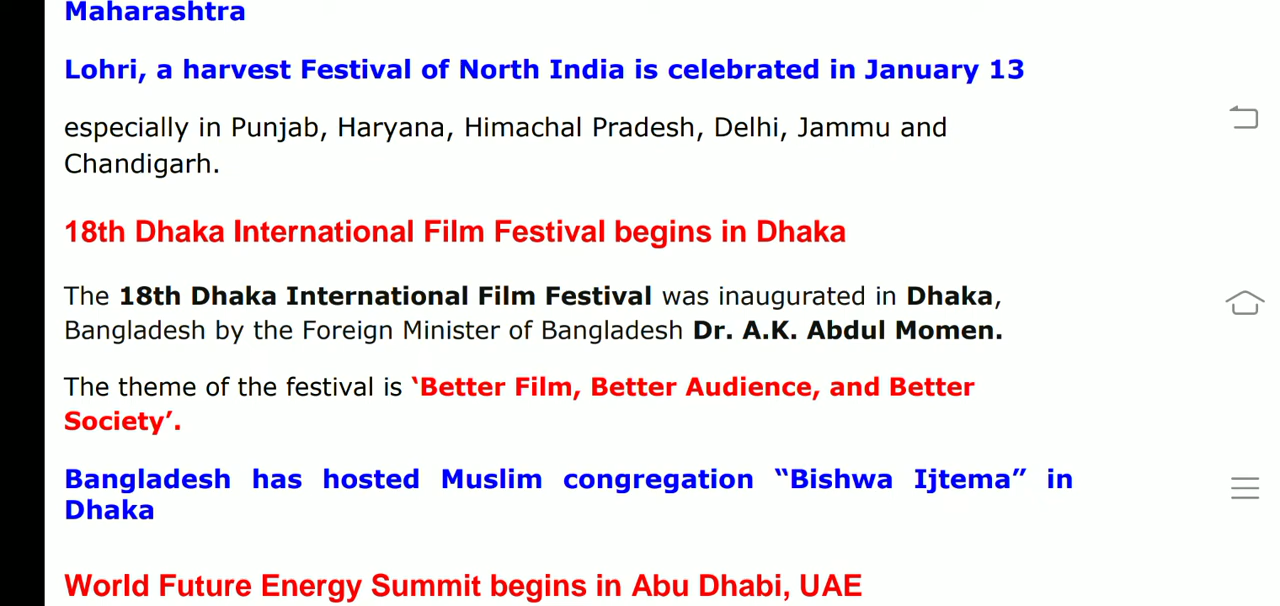 Maharashtra
Lohri, a harvest Festival of North India is celebrated in January 13
especially in Punjab, Haryana, Himachal Pradesh, Delhi, Jammu and
Chandigarh.
18th Dhaka International Film Festival begins in Dhaka
The 18th Dhaka International Film Festival was inaugurated in Dhaka,
Bangladesh by the Foreign Minister of Bangladesh Dr. A.K. Abdul Momen.
The theme of the festival is ‘Better Film, Better Audience, and Better
Society’.
Bangladesh has hosted Muslim congregation “Bishwa Ijtema” in
Dhaka
World Future Energy Summit begins in Abu Dhabi, UAE